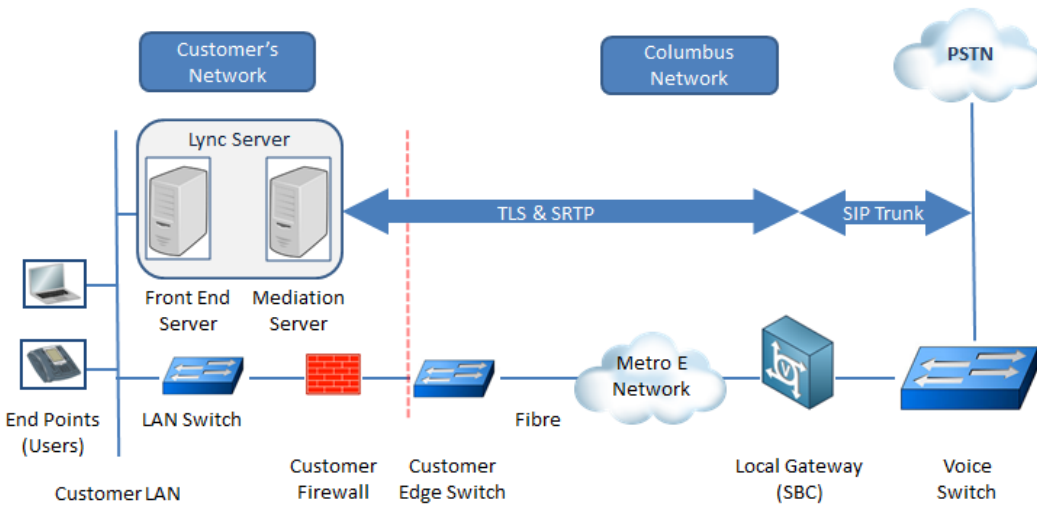 Customer's
Network
Columbus
Network
PSTN
Lync Server
TLS & SRTP
SIP Trunk
Front End
Server
Mediation
Server
Metro E
Network
V
End Points
(Users)
LAN Switch
Fibre
Customer LAN
Customer
Firewall
Customer
Edge Switch
Local Gateway
(SBC)
Voice
Switch